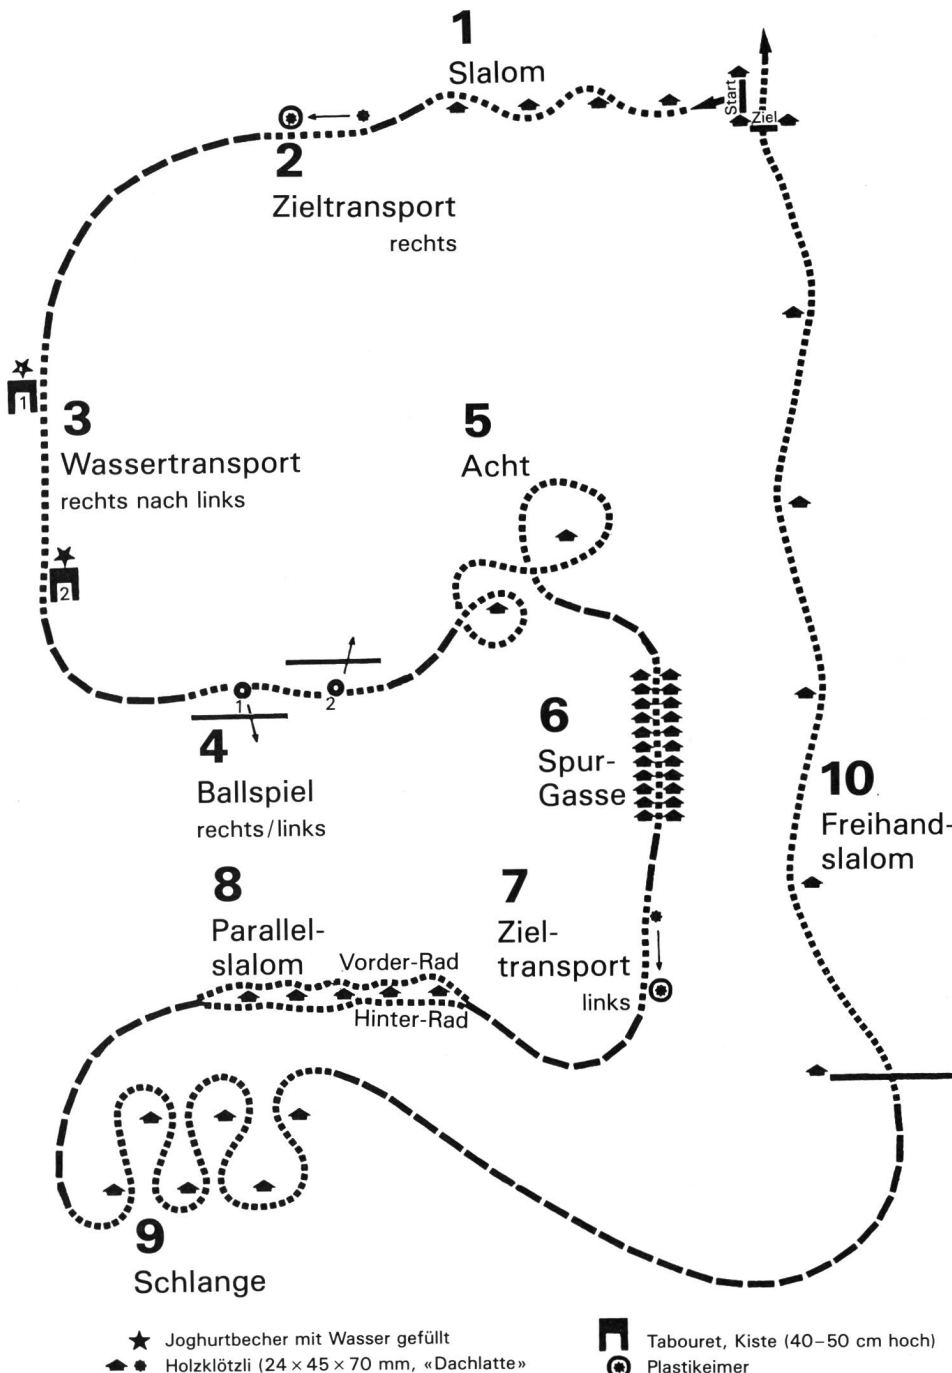 1
Slalom
Start
Ziel
2
Zieltransport
rechts
1
3
Wassertransport
rechts nach links
2
5
Acht
1
2
4
Ballspiel
rechts/links
6
Spur-
Gasse
10
Freihand-
slalom
8
Parallel-
slalom
Vorder-Rad
Hinter-Rad
7
Ziel-
transport
links
9
Schlange
Joghurtbecher mit Wasser gefüllt
Holzklötzli (24 × 45 × 70 mm, «Dachlatte»
Tabouret, Kiste (40–50 cm hoch)
Plastikeimer